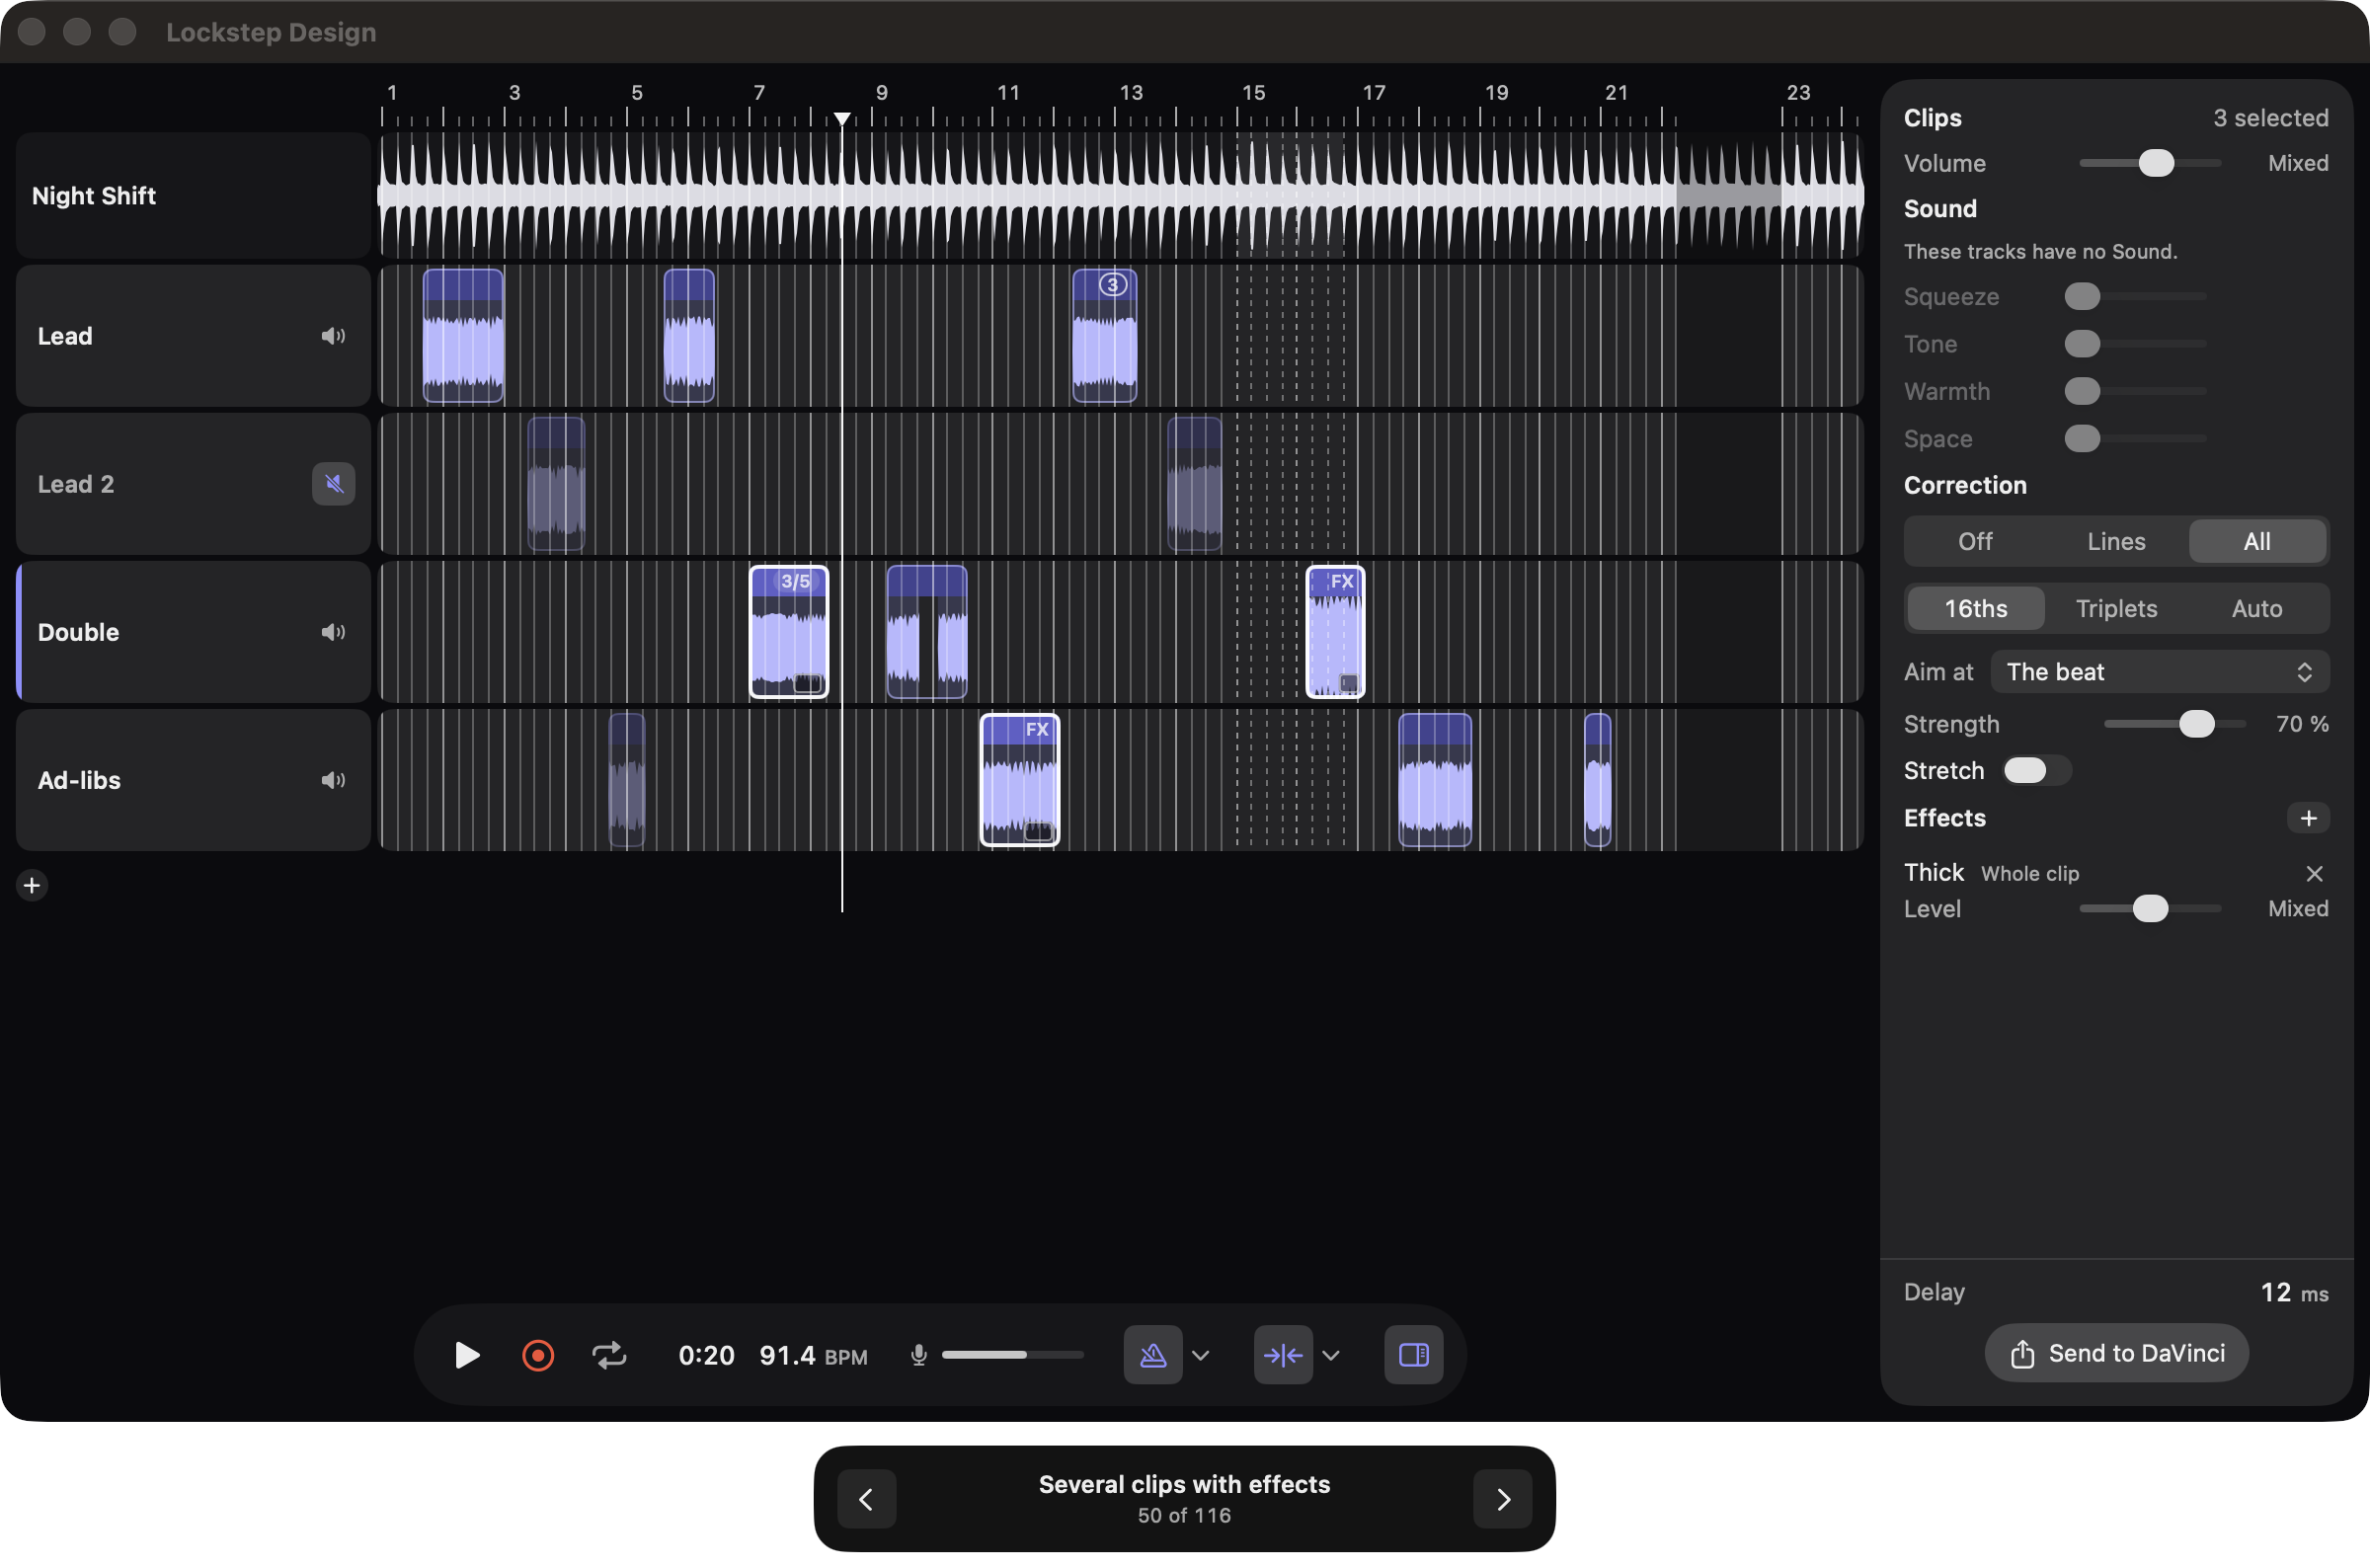 Lockstep Design
1 3 5 7 9 11 13 15 17 19 21 23
Clips 3 selected
Volume Mixed
Night Shift
Sound
These tracks have no Sound.
Squeeze
3
Lead
Tone
Warmth
Space
Lead 2
Correction
Off Lines All
3/5 FX
16ths Triplets Auto
Double
Aim at The beat
Strength 70 %
FX
Stretch
Ad-libs
Effects +
Thick Whole clip
Level Mixed
Delay 12 ms
0:20 91.4 BPM
Send to DaVinci
Several clips with effects
50 of 116